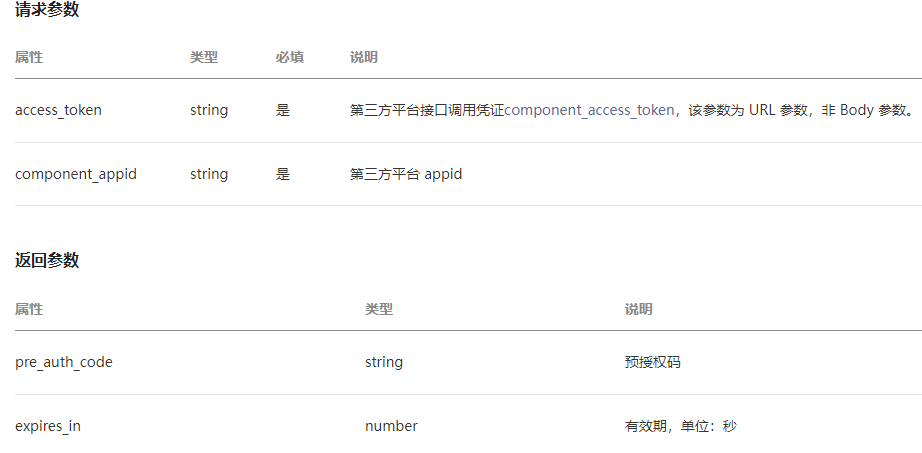 请求参数
属性 类型 必填 说明
access_token string 是 第三方平台接口调用凭证component_access_token，该参数为 URL 参数，非 Body 参数。
component_appid string 是 第三方平台 appid
返回参数
属性 类型 说明
pre_auth_code string 预授权码
expires_in number 有效期，单位：秒